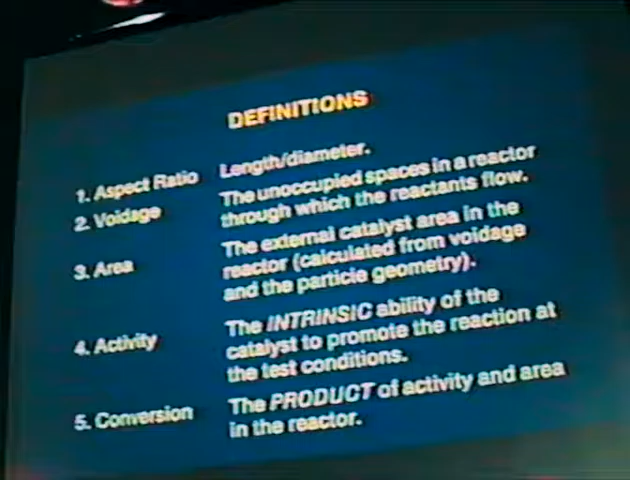 DEFINITIONS
1. Aspect Ratio Length/diameter.
2. Voidage The unoccupied spaces in a reactor
through which the reactants flow.
3. Area The external catalyst area in the
reactor (calculated from voidage
and the particle geometry).
4. Activity The INTRINSIC ability of the
catalyst to promote the reaction at
the test conditions.
5. Conversion The PRODUCT of activity and area
in the reactor.